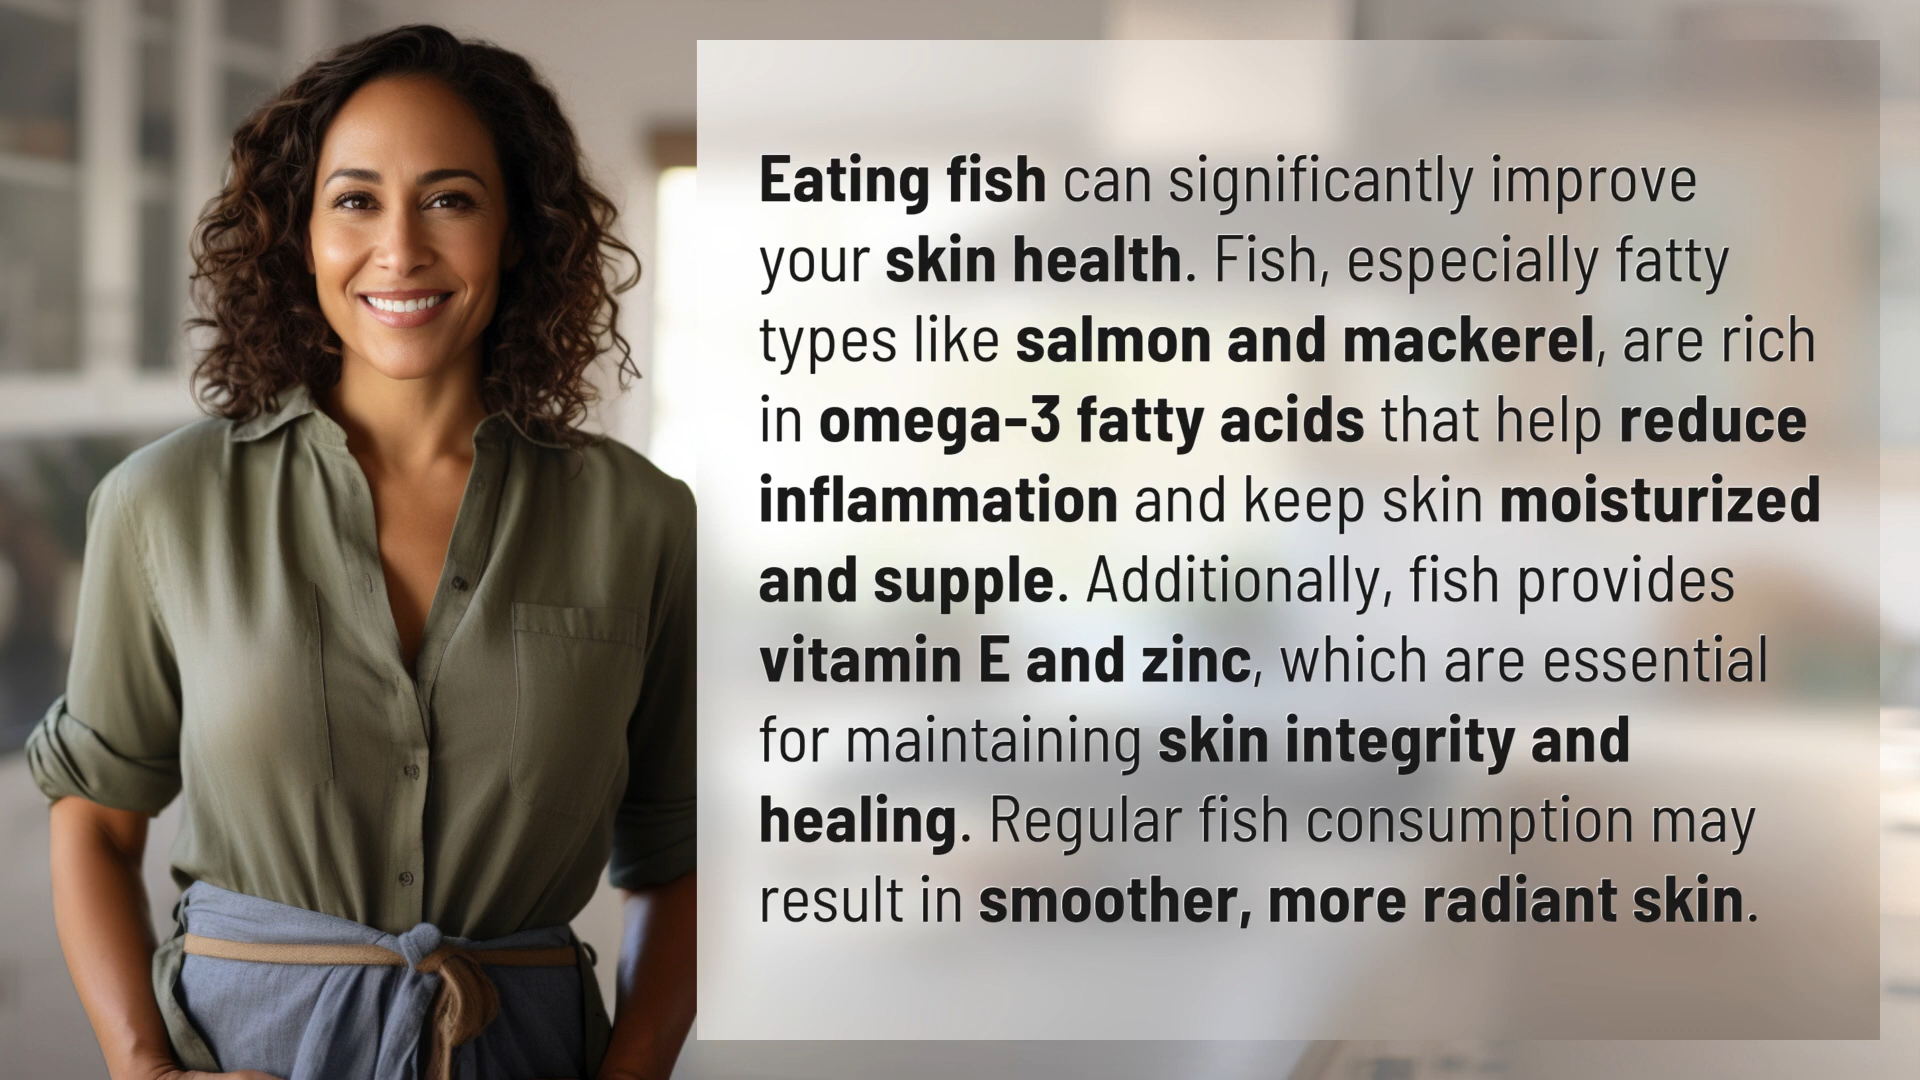 Eating fish can significantly improve
your skin health. Fish, especially fatty
types like salmon and mackerel, are rich
in omega-3 fatty acids that help reduce
inflammation and keep skin moisturized
and supple. Additionally, fish provides
vitamin E and zinc, which are essential
for maintaining skin integrity and
healing. Regular fish consumption may
result in smoother, more radiant skin.